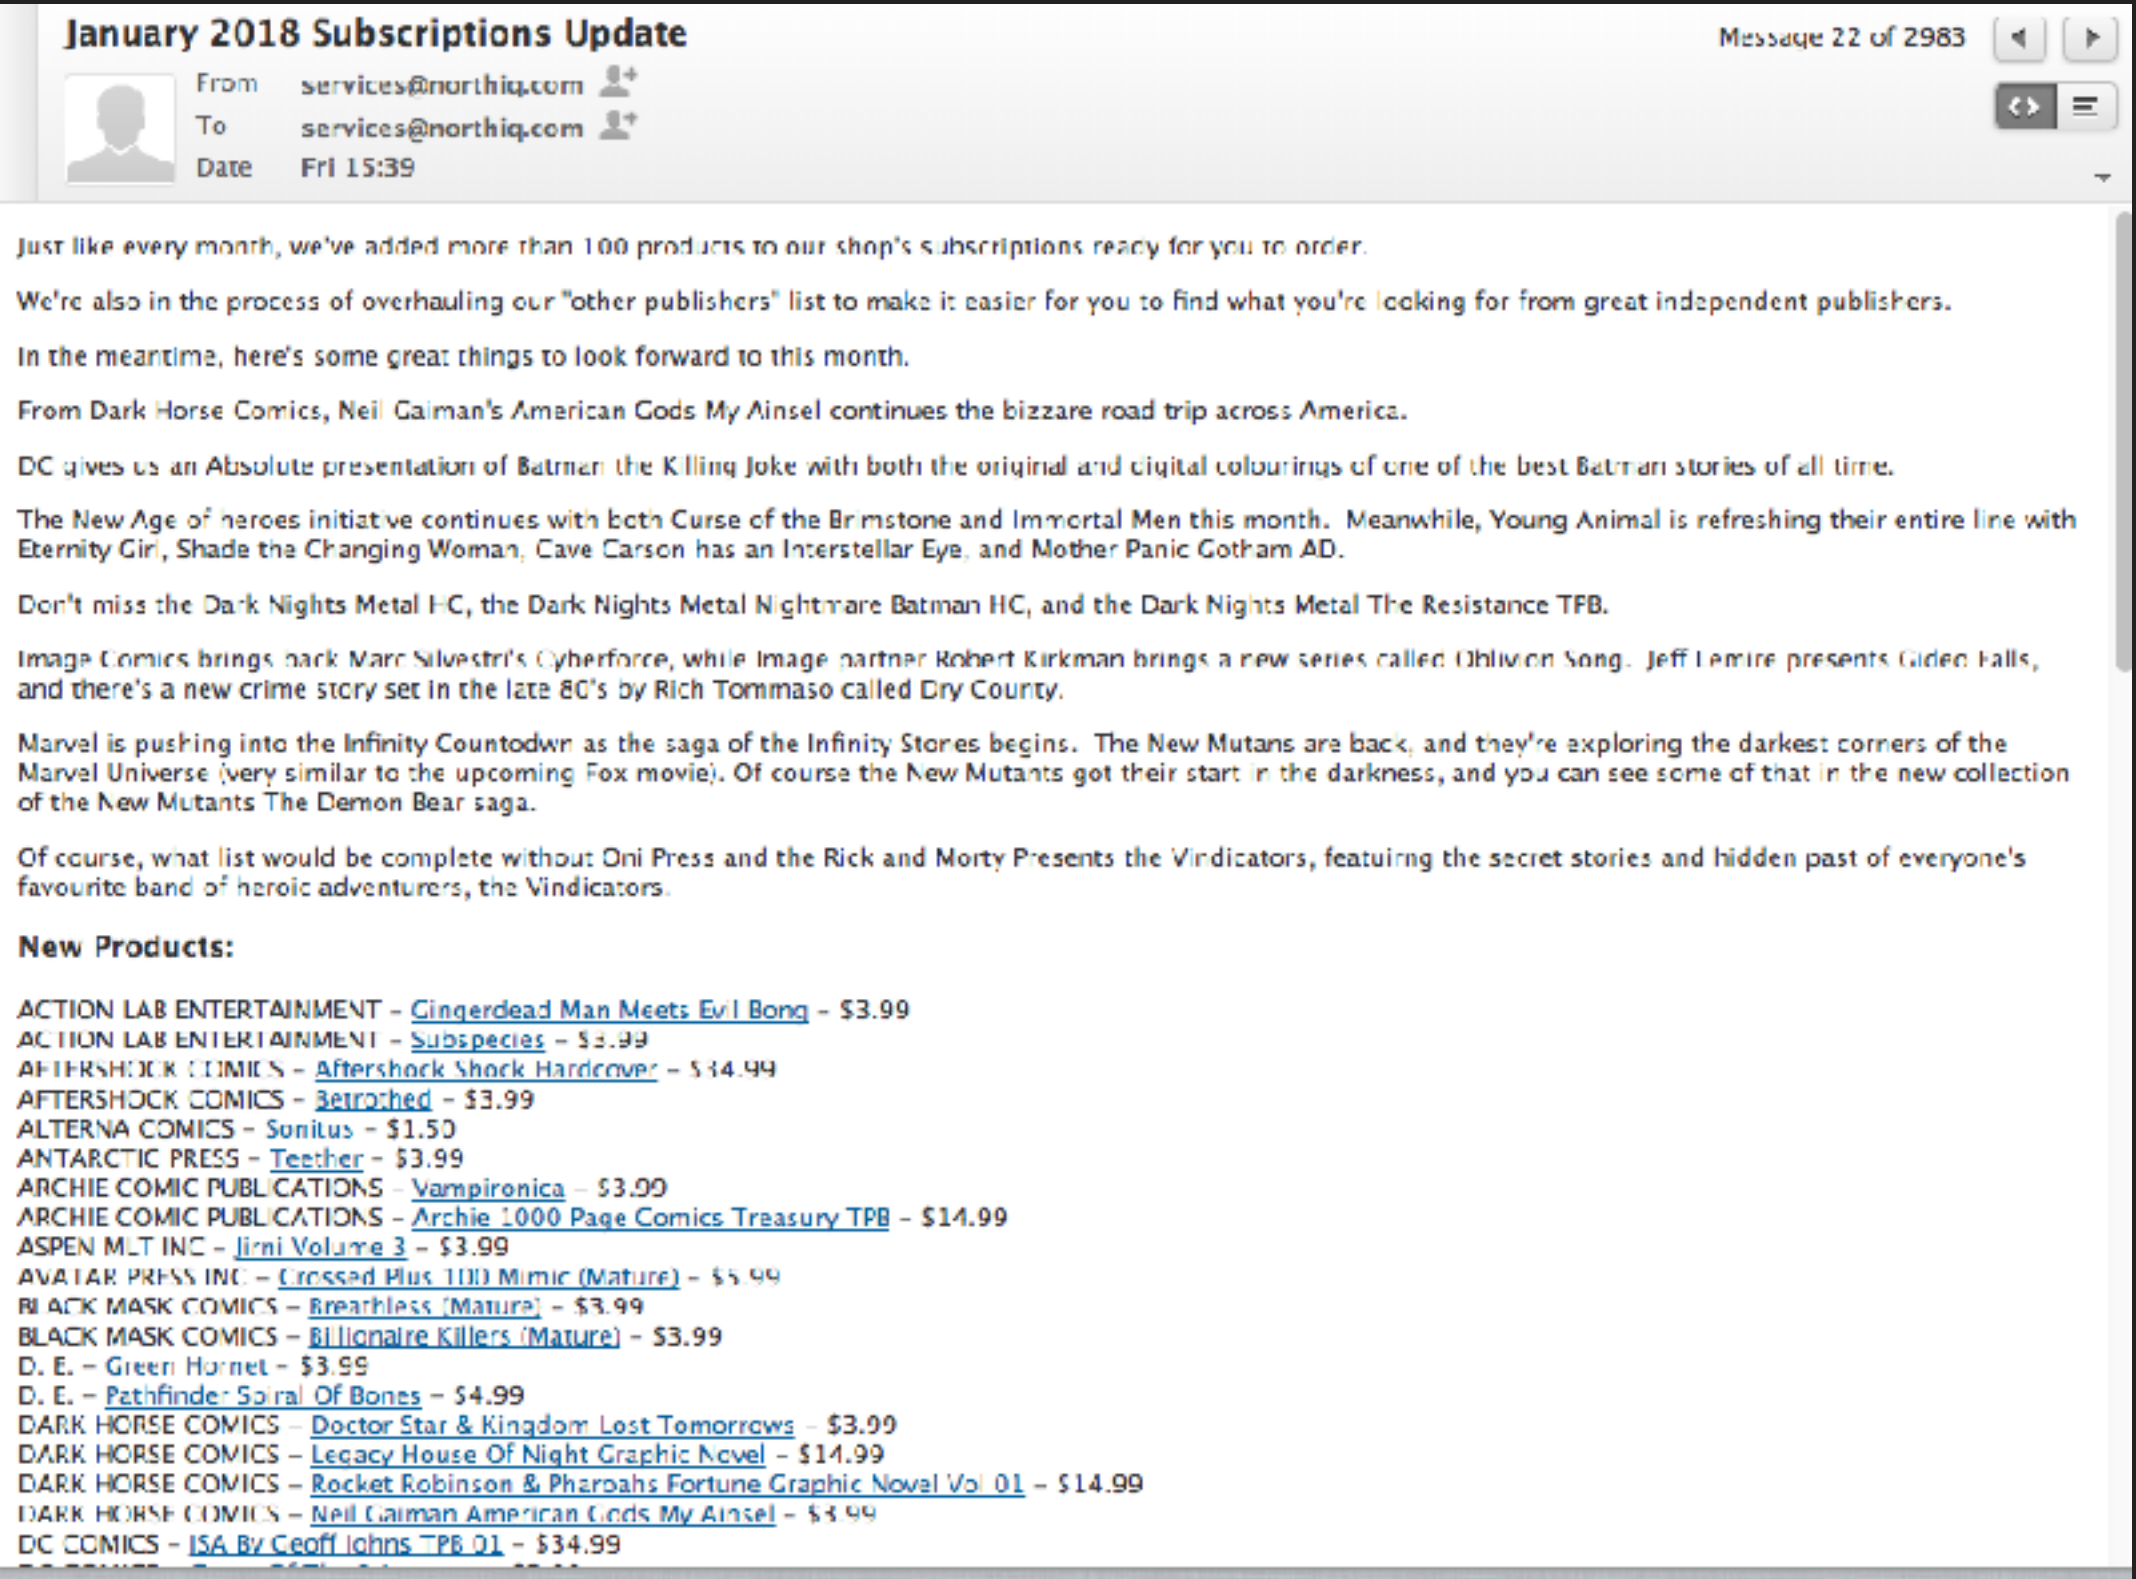 January 2018 Subscriptions Update
Message 22 of 2983
From services@northiq.com
To services@northiq.com
Date Fri 15:39
Just like every month, we've added more than 100 products to our shop's subscriptions ready for you to order.
We're also in the process of overhauling our "other publishers" list to make it easier for you to find what you're looking for from great independent publishers.
In the meantime, here's some great things to look forward to this month.
From Dark Horse Comics, Neil Gaiman's American Gods My Ainsel continues the bizzare road trip across America.
DC gives us an Absolute presentation of Batman the Killing Joke with both the original and digital colourings of one of the best Batman stories of all time.
The New Age of heroes initiative continues with both Curse of the Brimstone and Immortal Men this month. Meanwhile, Young Animal is refreshing their entire line with
Eternity Girl, Shade the Changing Woman, Cave Carson has an Interstellar Eye, and Mother Panic Gotham AD.
Don't miss the Dark Nights Metal HC, the Dark Nights Metal Nightmare Batman HC, and the Dark Nights Metal The Resistance TPB.
Image Comics brings back Marc Silvestri's Cyberforce, while Image partner Robert Kirkman brings a new series called Oblivion Song. Jeff Lemire presents Gideo Falls,
and there's a new crime story set in the late 80's by Rich Tommaso called Dry County.
Marvel is pushing into the Infinity Countodwn as the saga of the Infinity Stones begins. The New Mutans are back, and they're exploring the darkest corners of the
Marvel Universe (very similar to the upcoming Fox movie). Of course the New Mutants got their start in the darkness, and you can see some of that in the new collection
of the New Mutants The Demon Bear saga.
Of course, what list would be complete without Oni Press and the Rick and Morty Presents the Vindicators, featuirng the secret stories and hidden past of everyone's
favourite band of heroic adventurers, the Vindicators.
New Products:
ACTION LAB ENTERTAINMENT – Gingerdead Man Meets Evil Bong – $3.99
ACTION LAB ENTERTAINMENT – Subspecies – $3.99
AFTERSHOCK COMICS – Aftershock Shock Hardcover – $34.99
AFTERSHOCK COMICS – Betrothed – $3.99
ALTERNA COMICS – Sonitus – $1.50
ANTARCTIC PRESS – Teether – $3.99
ARCHIE COMIC PUBLICATIONS – Vampironica – $3.99
ARCHIE COMIC PUBLICATIONS – Archie 1000 Page Comics Treasury TPB – $14.99
ASPEN MLT INC – Jirni Volume 3 – $3.99
AVATAR PRESS INC – Crossed Plus 100 Mimic (Mature) – $5.99
BLACK MASK COMICS – Breathless (Mature) – $3.99
BLACK MASK COMICS – Billionaire Killers (Mature) – $3.99
D. E. – Green Hornet – $3.99
D. E. – Pathfinder Spiral Of Bones – $4.99
DARK HORSE COMICS – Doctor Star & Kingdom Lost Tomorrows – $3.99
DARK HORSE COMICS – Legacy House Of Night Graphic Novel – $14.99
DARK HORSE COMICS – Rocket Robinson & Pharoahs Fortune Graphic Novel Vol 01 – $14.99
DARK HORSE COMICS – Neil Gaiman American Gods My Ainsel – $3.99
DC COMICS – JSA By Geoff Johns TPB 01 – $34.99